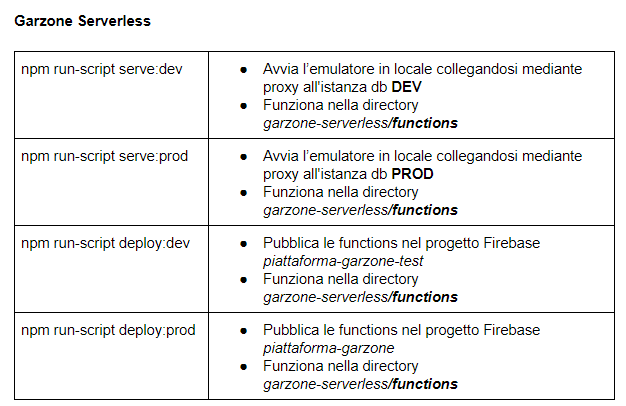 Garzone Serverless
npm run-script serve:dev
● Avvia l’emulatore in locale collegandosi mediante
proxy all'istanza db DEV
● Funziona nella directory
garzone-serverless/functions
npm run-script serve:prod
● Avvia l’emulatore in locale collegandosi mediante
proxy all'istanza db PROD
● Funziona nella directory
garzone-serverless/functions
npm run-script deploy:dev
● Pubblica le functions nel progetto Firebase
piattaforma-garzone-test
● Funziona nella directory
garzone-serverless/functions
npm run-script deploy:prod
● Pubblica le functions nel progetto Firebase
piattaforma-garzone
● Funziona nella directory
garzone-serverless/functions